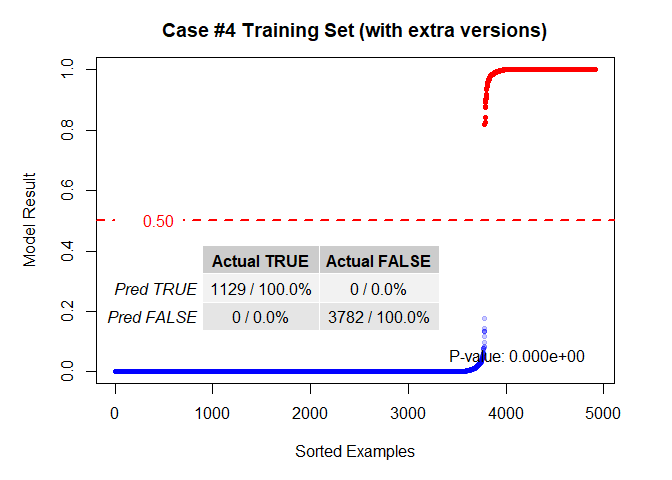 Case #4 Training Set (with extra versions)
Model Result
1.0
0.8
0.6
0.4
0.2
0.0
0.50
Actual TRUE Actual FALSE
Pred TRUE 1129 / 100.0% 0 / 0.0%
Pred FALSE 0 / 0.0% 3782 / 100.0%
P-value: 0.000e+00
0 1000 2000 3000 4000 5000
Sorted Examples